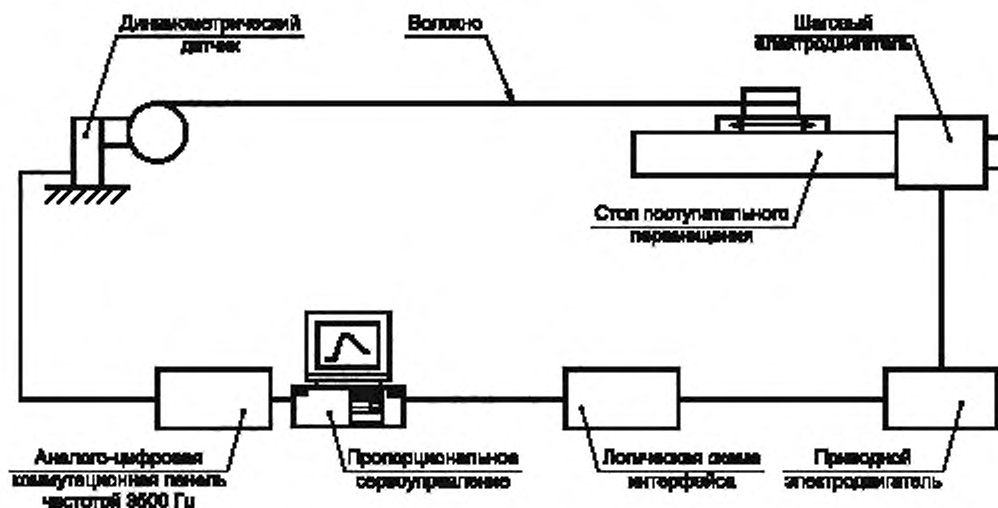 Динамометрический
датчик
Волокно
Шаговый
электродвигатель
Стол поступательного
перемещения
Аналого-цифровая
коммутационная панель
частотой 3500 Гц
Пропорциональное
сервоуправление
Логическая схема
интерфейса
Приводной
электродвигатель